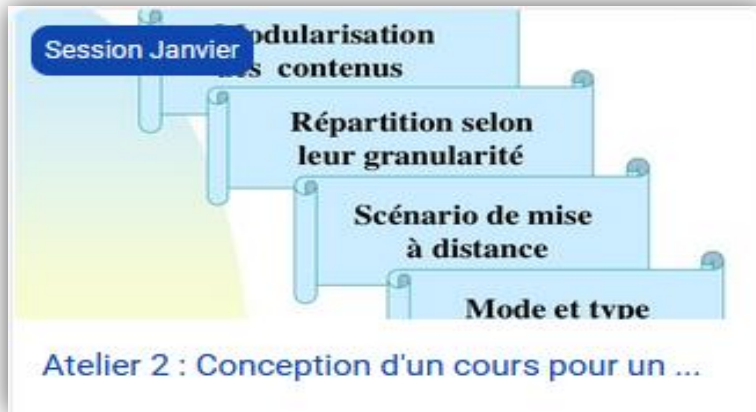 Session Janvier
odularisation
s contenus
Répartition selon
leur granularité
Scénario de mise
à distance
Mode et type
Atelier 2 : Conception d'un cours pour un ...